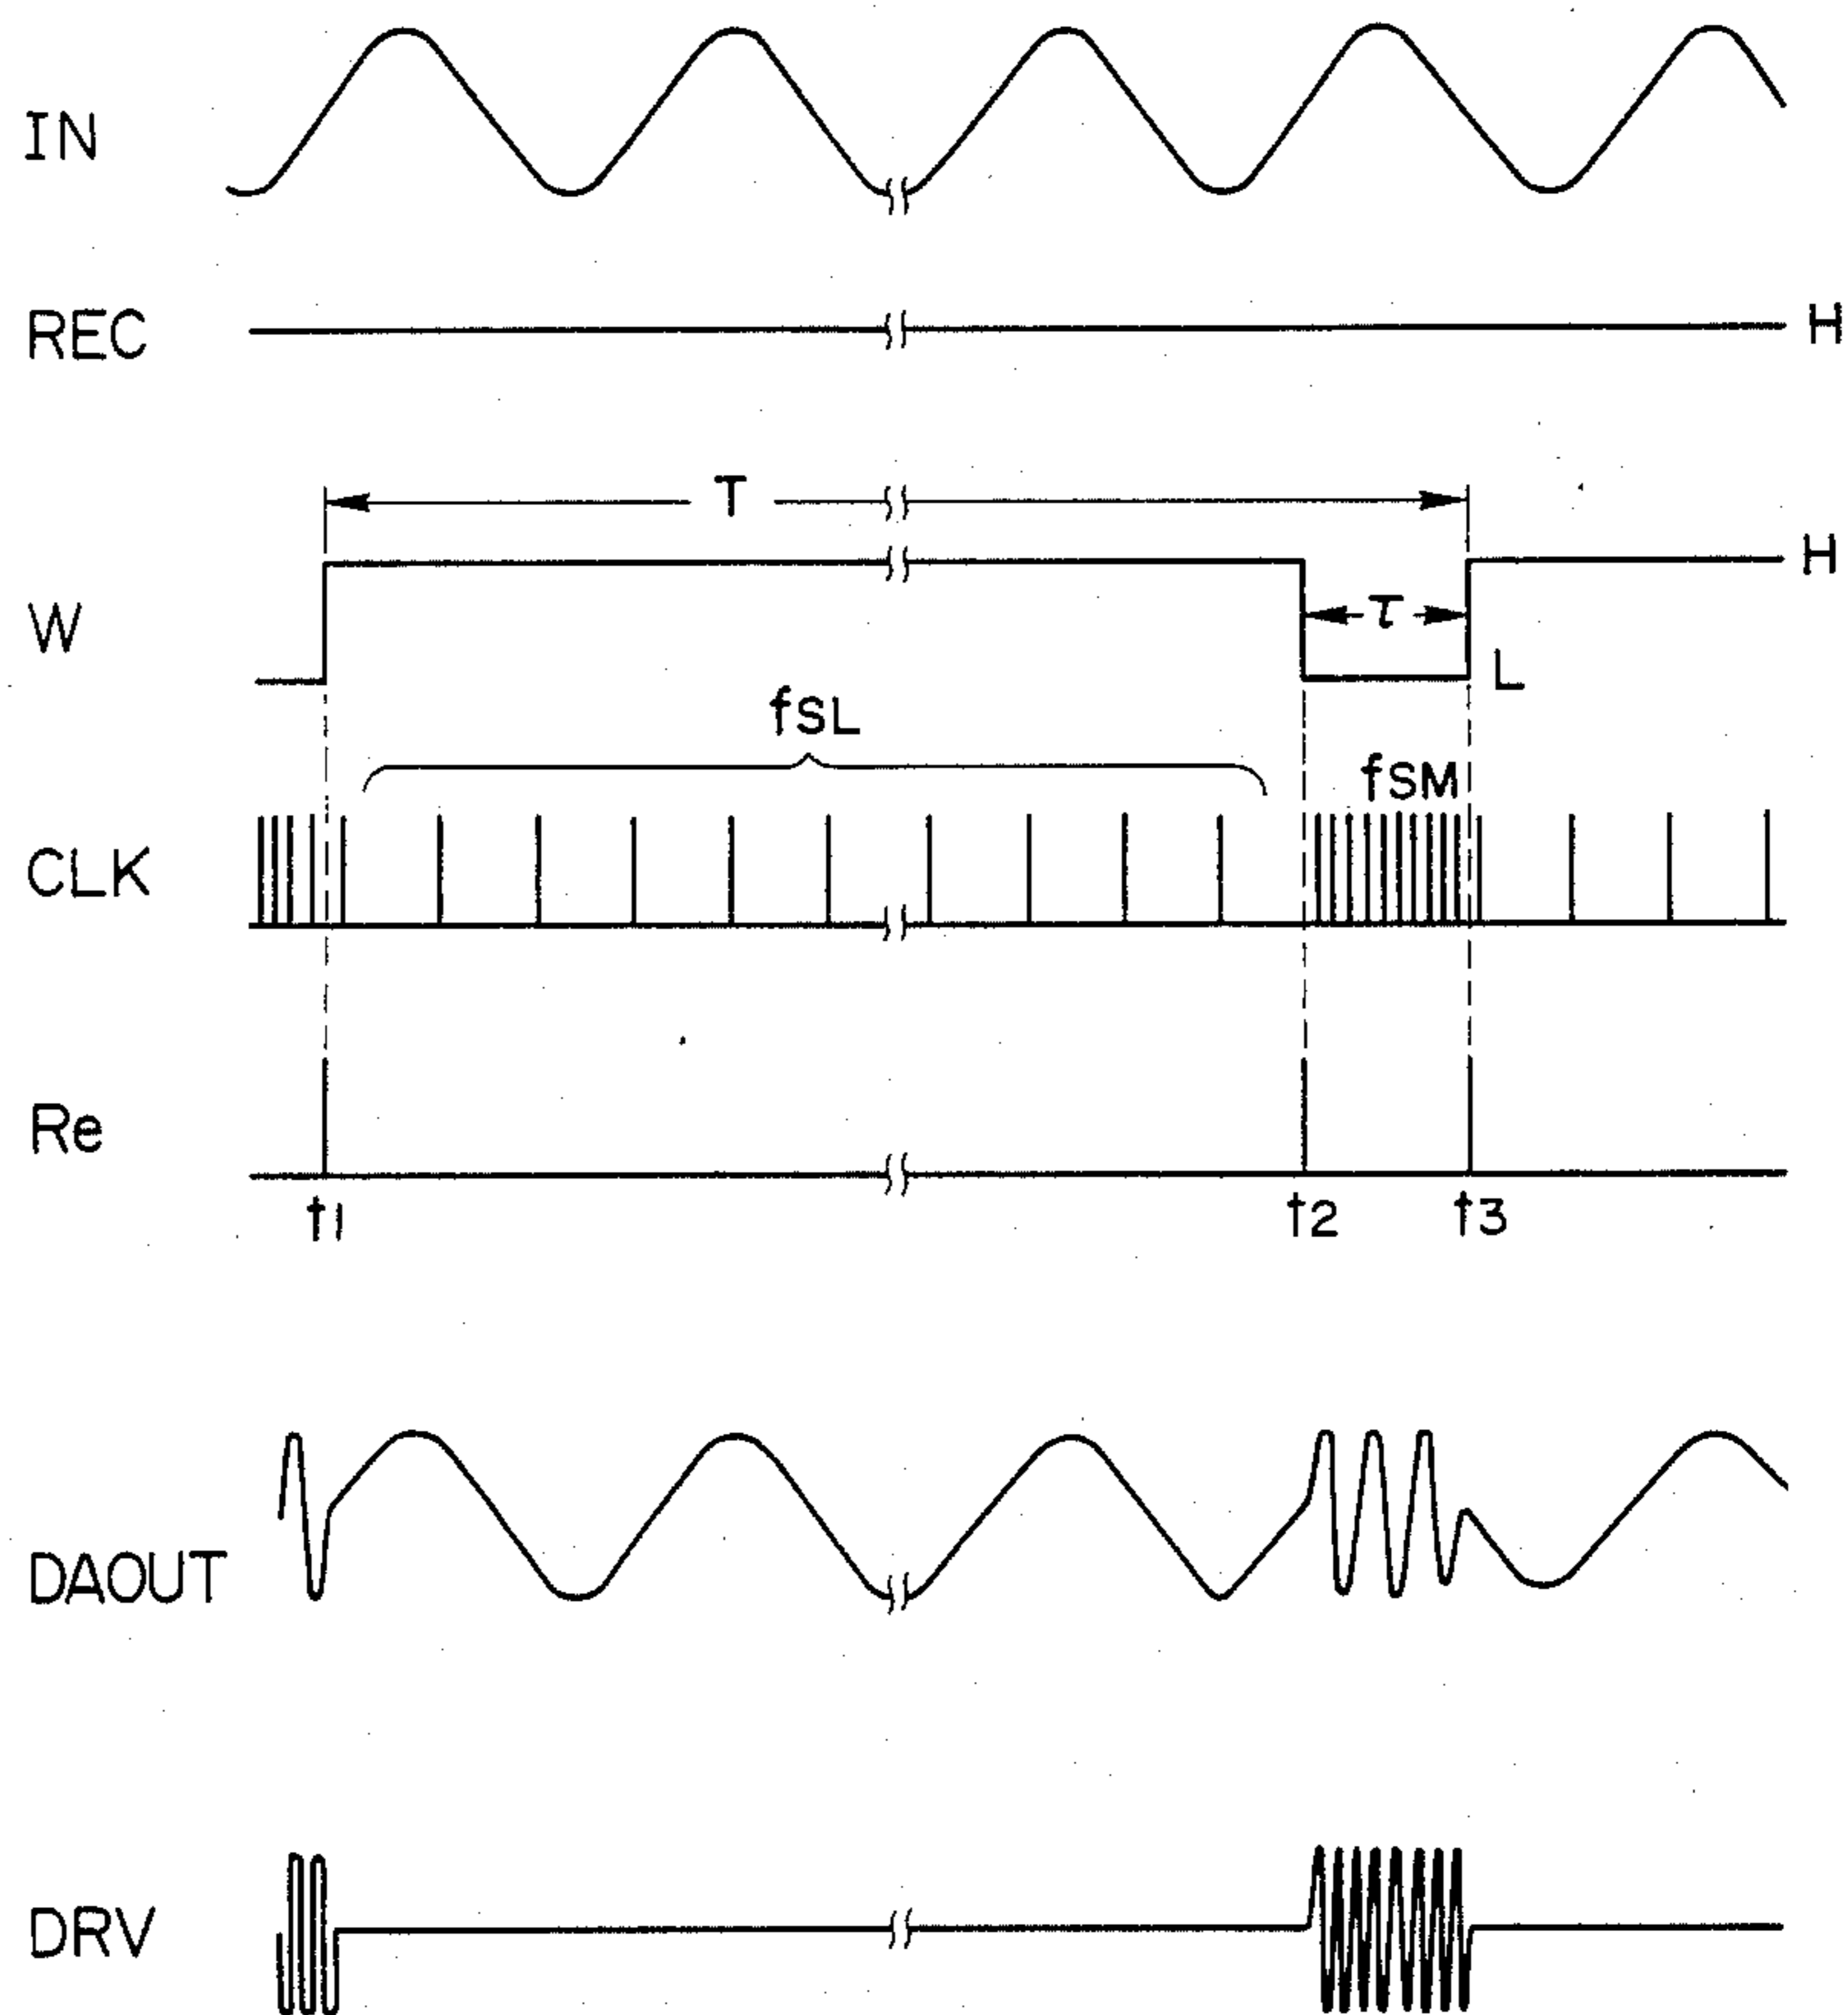 IN
REC H
T
W H
τ
L
fSL
fSM
CLK
Re
t1 t2 t3
DAOUT
DRV